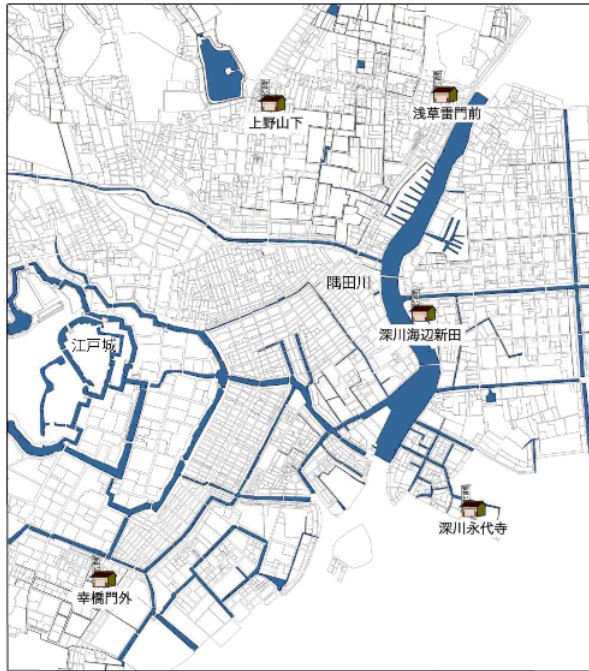 上野山下
浅草雷門前
隅田川
深川海辺新田
江戸城
深川永代寺
幸橋門外